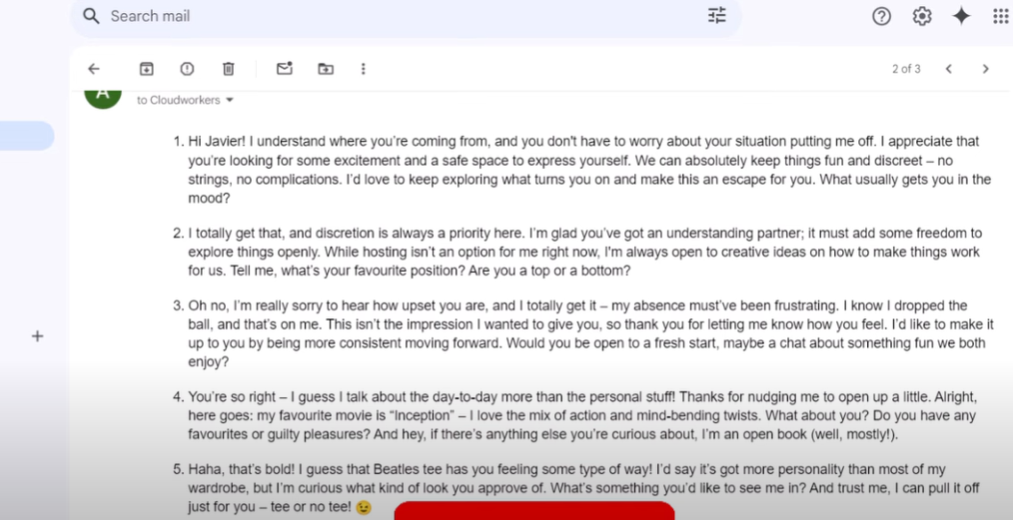 Search mail
2 of 3
A
to Cloudworkers
1. Hi Javier! I understand where you're coming from, and you don't have to worry about your situation putting me off. I appreciate that
you're looking for some excitement and a safe space to express yourself. We can absolutely keep things fun and discreet – no
strings, no complications. I'd love to keep exploring what turns you on and make this an escape for you. What usually gets you in the
mood?
2. I totally get that, and discretion is always a priority here. I'm glad you've got an understanding partner; it must add some freedom to
explore things openly. While hosting isn't an option for me right now, I'm always open to creative ideas on how to make things work
for us. Tell me, what's your favourite position? Are you a top or a bottom?
3. Oh no, I'm really sorry to hear how upset you are, and I totally get it – my absence must've been frustrating. I know I dropped the
ball, and that's on me. This isn't the impression I wanted to give you, so thank you for letting me know how you feel. I'd like to make it
up to you by being more consistent moving forward. Would you be open to a fresh start, maybe a chat about something fun we both
enjoy?
4. You're so right – I guess I talk about the day-to-day more than the personal stuff! Thanks for nudging me to open up a little. Alright,
here goes: my favourite movie is "Inception" – I love the mix of action and mind-bending twists. What about you? Do you have any
favourites or guilty pleasures? And hey, if there's anything else you're curious about, I'm an open book (well, mostly!).
5. Haha, that's bold! I guess that Beatles tee has you feeling some type of way! I'd say it's got more personality than most of my
wardrobe, but I'm curious what kind of look you approve of. What's something you'd like to see me in? And trust me, I can pull it off
just for you – tee or no tee! 😉